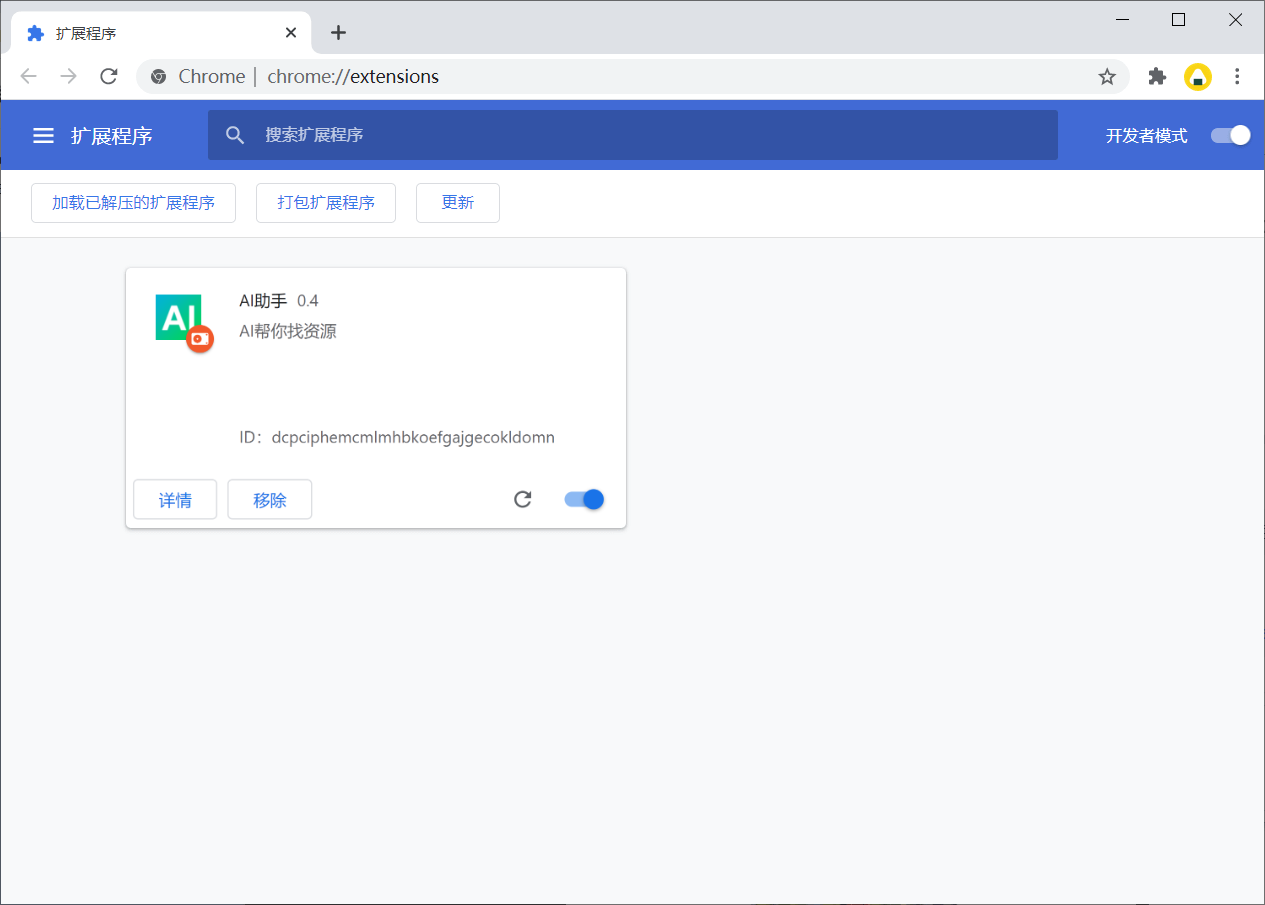 扩展程序
Chrome | chrome://extensions
扩展程序 搜索扩展程序 开发者模式
加载已解压的扩展程序 打包扩展程序 更新
AI
AI助手 0.4
AI帮你找资源
ID：dcpciphemcmlmhbkoefgajgecokldomn
详情 移除